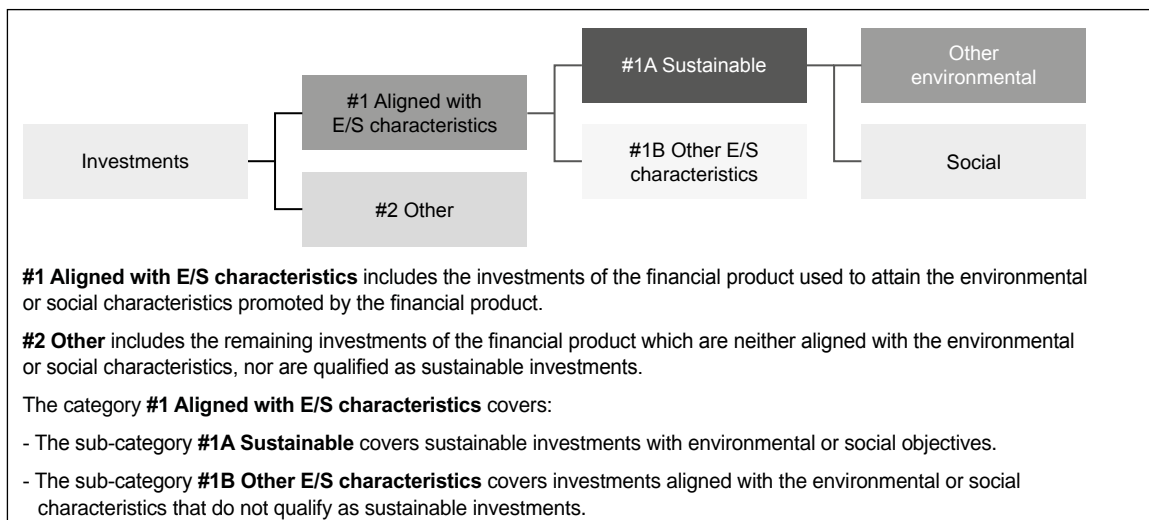 Investments
#1 Aligned with
E/S characteristics
#2 Other
#1A Sustainable
#1B Other E/S
characteristics
Other
environmental
Social
#1 Aligned with E/S characteristics includes the investments of the financial product used to attain the environmental
or social characteristics promoted by the financial product.
#2 Other includes the remaining investments of the financial product which are neither aligned with the environmental
or social characteristics, nor are qualified as sustainable investments.
The category #1 Aligned with E/S characteristics covers:
- The sub-category #1A Sustainable covers sustainable investments with environmental or social objectives.
- The sub-category #1B Other E/S characteristics covers investments aligned with the environmental or social
characteristics that do not qualify as sustainable investments.